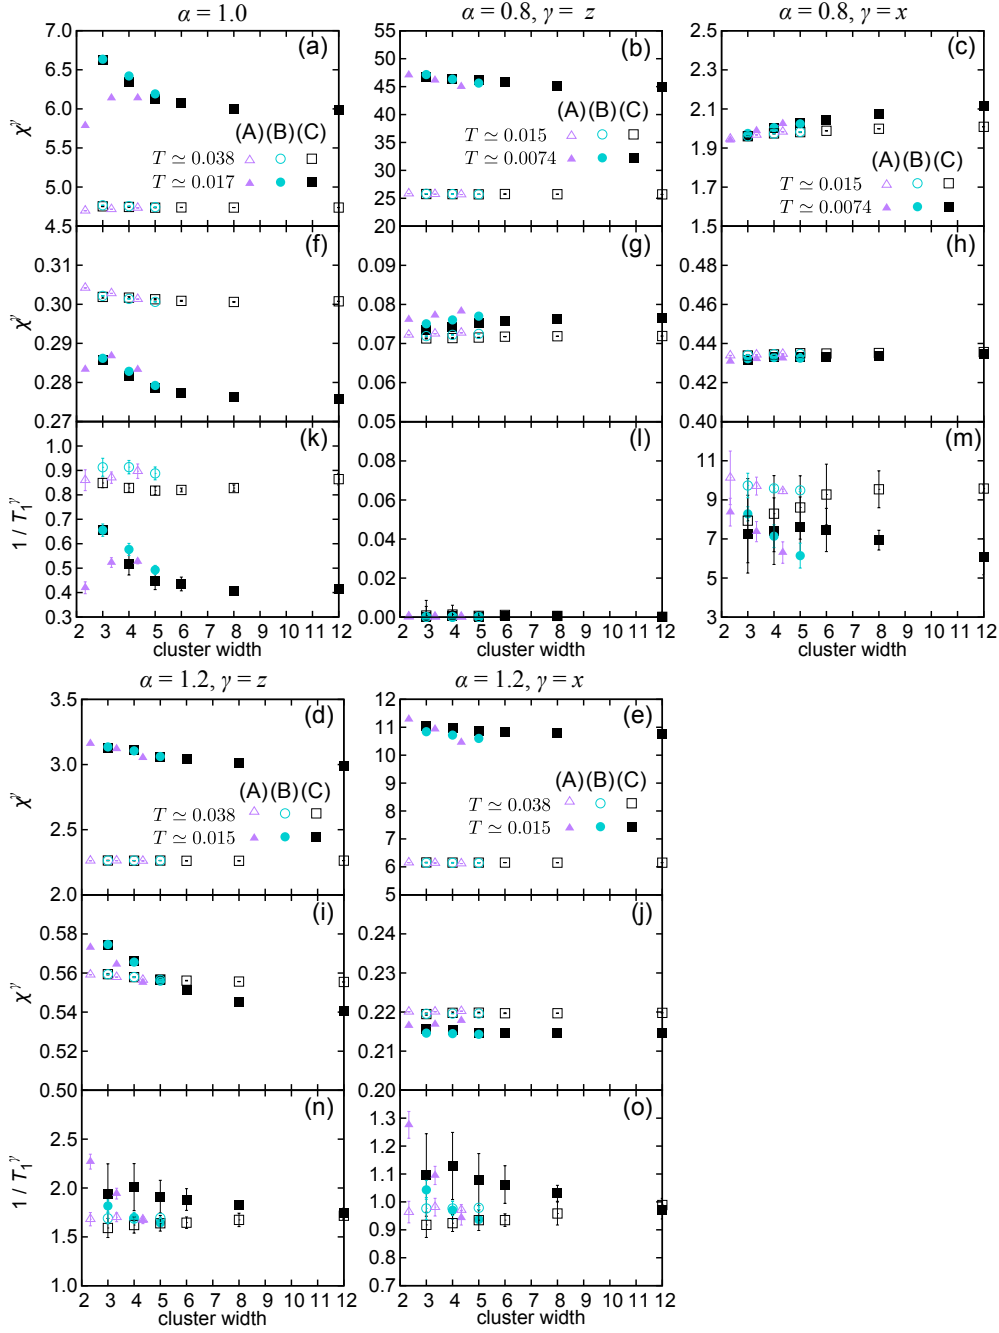 α = 1.0
α = 0.8, γ = z
α = 0.8, γ = x
(a)
(b)
(c)
χ^γ
7.0
6.5
6.0
5.5
5.0
4.5
(A)(B)(C)
T ≃ 0.038
T ≃ 0.017
55
50
45
40
35
30
25
20
(A)(B)(C)
T ≃ 0.015
T ≃ 0.0074
2.5
2.3
2.1
1.9
1.7
1.5
(A)(B)(C)
T ≃ 0.015
T ≃ 0.0074
(f)
(g)
(h)
χ^γ
0.31
0.30
0.29
0.28
0.27
0.09
0.08
0.07
0.06
0.05
0.48
0.46
0.44
0.42
0.40
(k)
(l)
(m)
1 / T₁^γ
1.0
0.9
0.8
0.7
0.6
0.5
0.4
0.3
0.04
0.03
0.02
0.01
0.00
11
9
7
5
3
2 3 4 5 6 7 8 9 10 11 12
2 3 4 5 6 7 8 9 10 11 12
2 3 4 5 6 7 8 9 10 11 12
cluster width
cluster width
cluster width
α = 1.2, γ = z
α = 1.2, γ = x
(d)
(e)
χ^γ
3.5
3.0
2.5
2.0
(A)(B)(C)
T ≃ 0.038
T ≃ 0.015
12
11
10
9
8
7
6
5
(A)(B)(C)
T ≃ 0.038
T ≃ 0.015
(i)
(j)
χ^γ
0.58
0.56
0.54
0.52
0.50
0.24
0.23
0.22
0.21
0.20
(n)
(o)
1 / T₁^γ
2.5
2.0
1.5
1.0
1.3
1.2
1.1
1.0
0.9
0.8
0.7
2 3 4 5 6 7 8 9 10 11 12
2 3 4 5 6 7 8 9 10 11 12
cluster width
cluster width